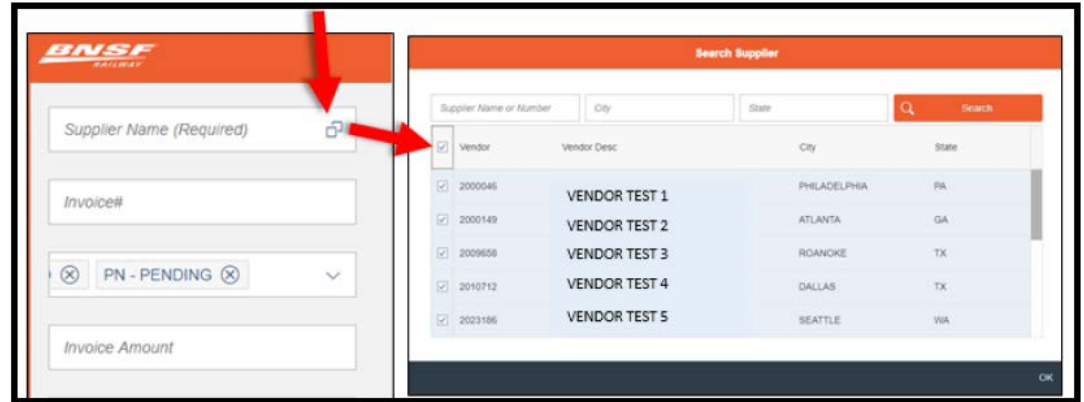 BNSF
RAILWAY
Supplier Name (Required)
Invoice#
PN - PENDING
Invoice Amount
Search Supplier
Supplier Name or Number City State Search
Vendor Vendor Desc City State
2000046 VENDOR TEST 1 PHILADELPHIA PA
2000149 VENDOR TEST 2 ATLANTA GA
2009658 VENDOR TEST 3 ROANOKE TX
2010712 VENDOR TEST 4 DALLAS TX
2023186 VENDOR TEST 5 SEATTLE WA
OK